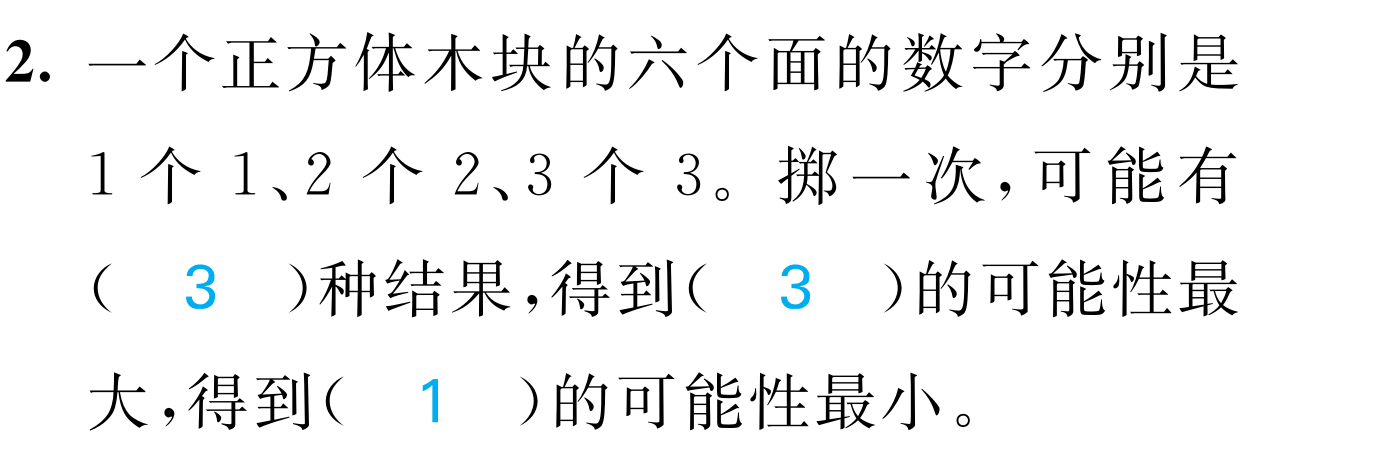 2. 一个正方体木块的六个面的数字分别是
1 个 1、2 个 2、3 个 3。掷一次,可能有
( 3 )种结果,得到( 3 )的可能性最
大,得到( 1 )的可能性最小。